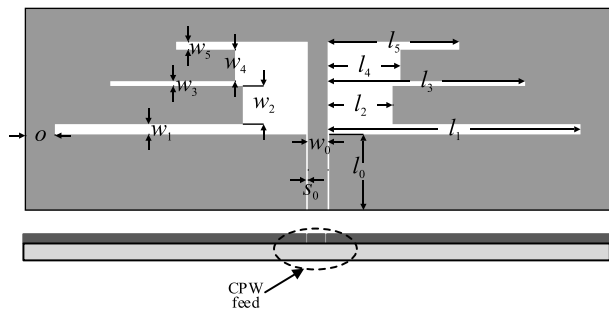 w₅ l₅
w₄ l₄
w₃ l₃
w₂ l₂
o w₁ w₀ l₁
s₀ l₀
CPW
feed